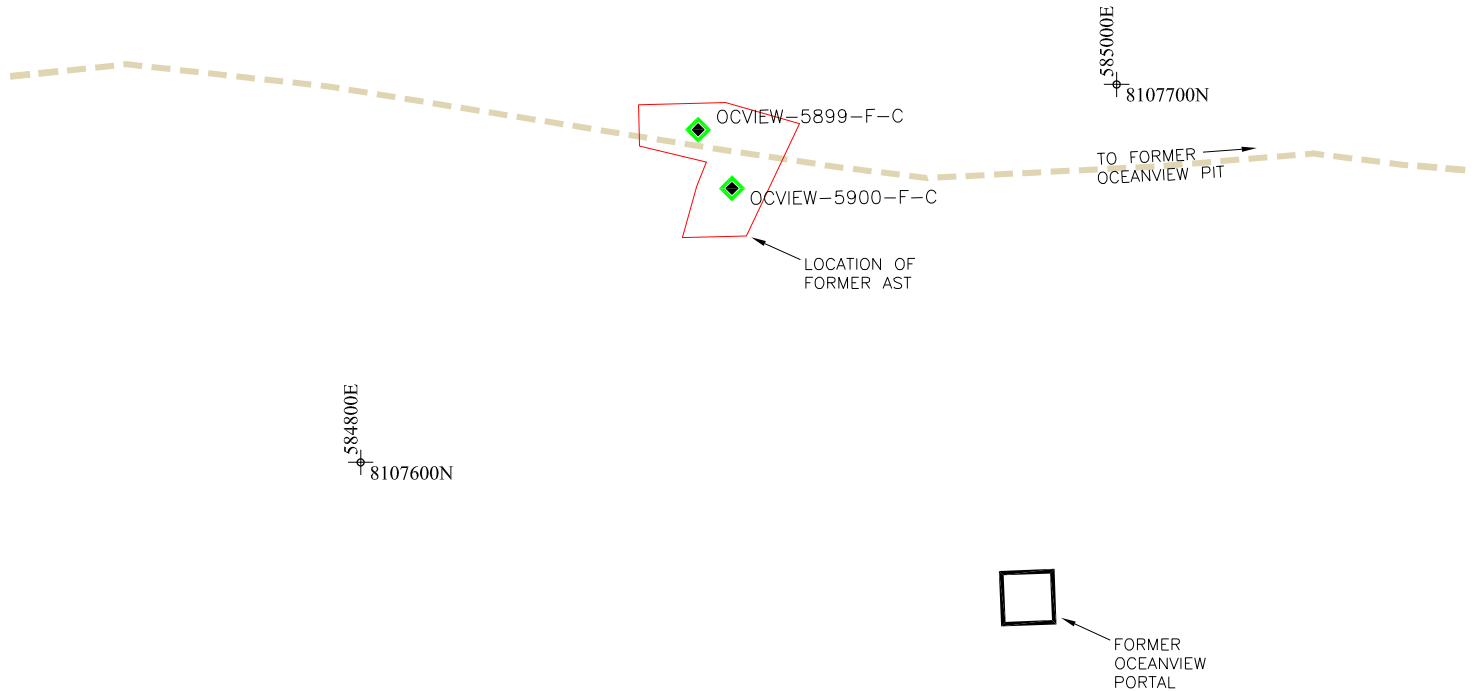 585000E
8107700N
OCVIEW-5899-F-C
TO FORMER
OCEANVIEW PIT
OCVIEW-5900-F-C
LOCATION OF
FORMER AST
584800E
8107600N
FORMER
OCEANVIEW
PORTAL